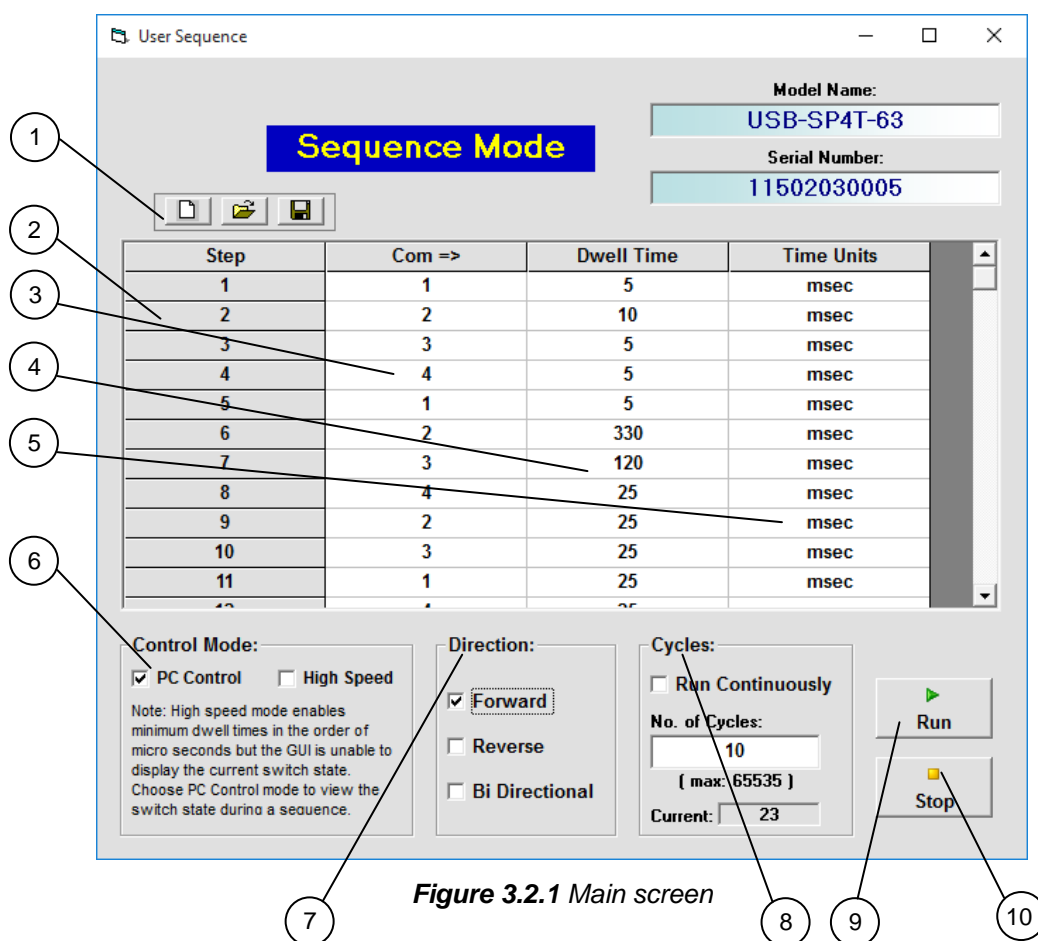 User Sequence
Model Name:
USB-SP4T-63
Sequence Mode
Serial Number:
11502030005
1
2
3
4
5
6
Step Com => Dwell Time Time Units
1 1 5 msec
2 2 10 msec
3 3 5 msec
4 4 5 msec
5 1 5 msec
6 2 330 msec
7 3 120 msec
8 4 25 msec
9 2 25 msec
10 3 25 msec
11 1 25 msec
Control Mode:
PC Control High Speed
Note: High speed mode enables
minimum dwell times in the order of
micro seconds but the GUI is unable to
display the current switch state.
Choose PC Control mode to view the
switch state during a sequence.
Direction:
Forward
Reverse
Bi Directional
Cycles:
Run Continuously
No. of Cycles:
10
( max: 65535 )
Current: 23
Run
Stop
Figure 3.2.1 Main screen
7
8
9
10